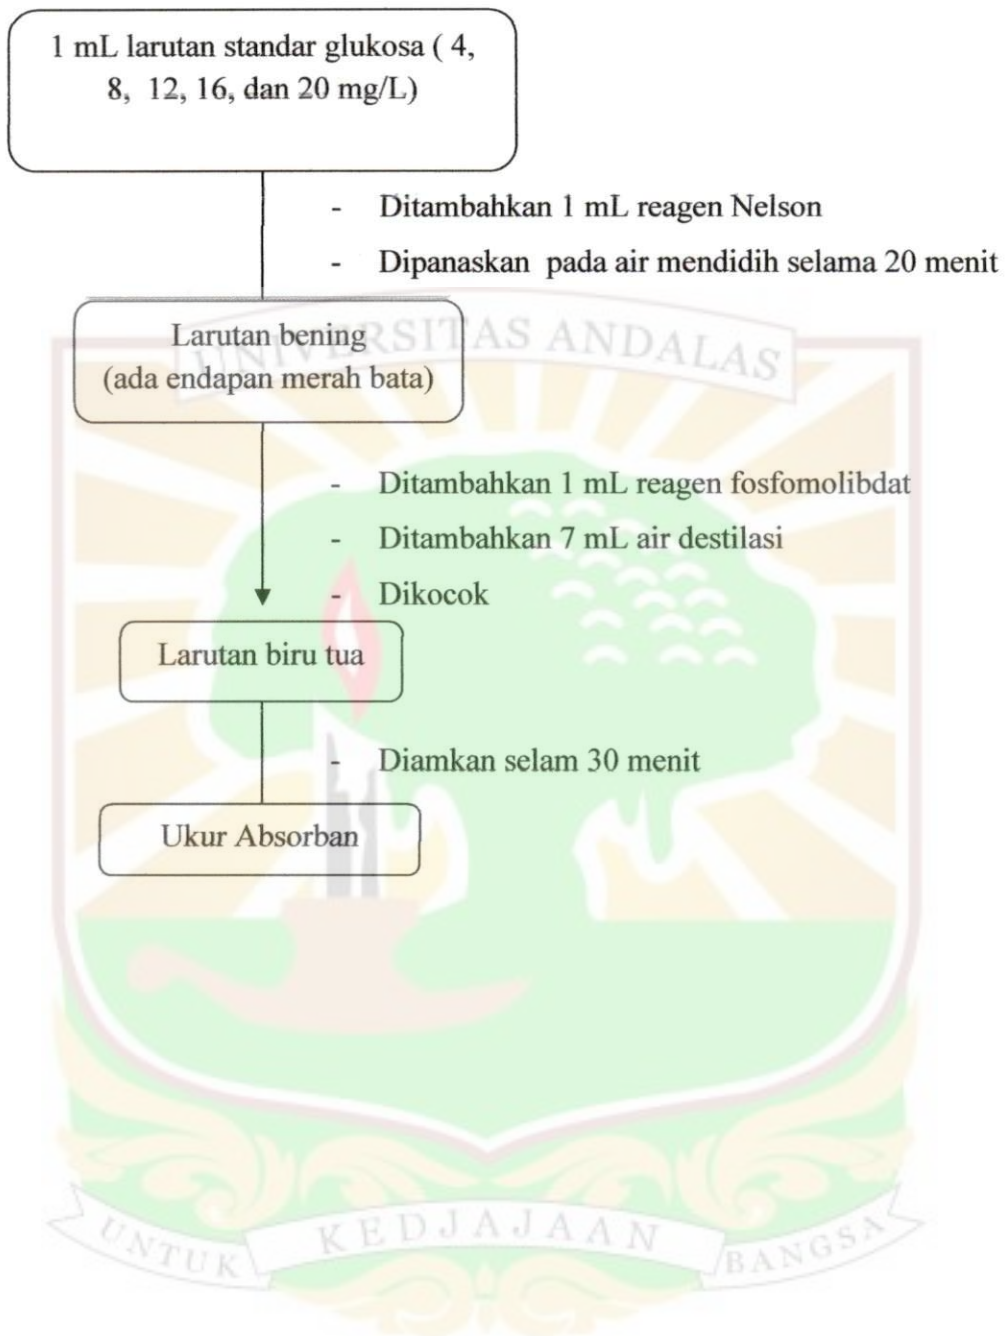 1 mL larutan standar glukosa ( 4,
8, 12, 16, dan 20 mg/L)
- Ditambahkan 1 mL reagen Nelson
- Dipanaskan pada air mendidih selama 20 menit
Larutan bening
(ada endapan merah bata)
UNIVERSITAS ANDALAS
- Ditambahkan 1 mL reagen fosfomolibdat
- Ditambahkan 7 mL air destilasi
- Dikocok
Larutan biru tua
- Diamkan selam 30 menit
Ukur Absorban
UNTUK KEDJAJAAN BANGSA